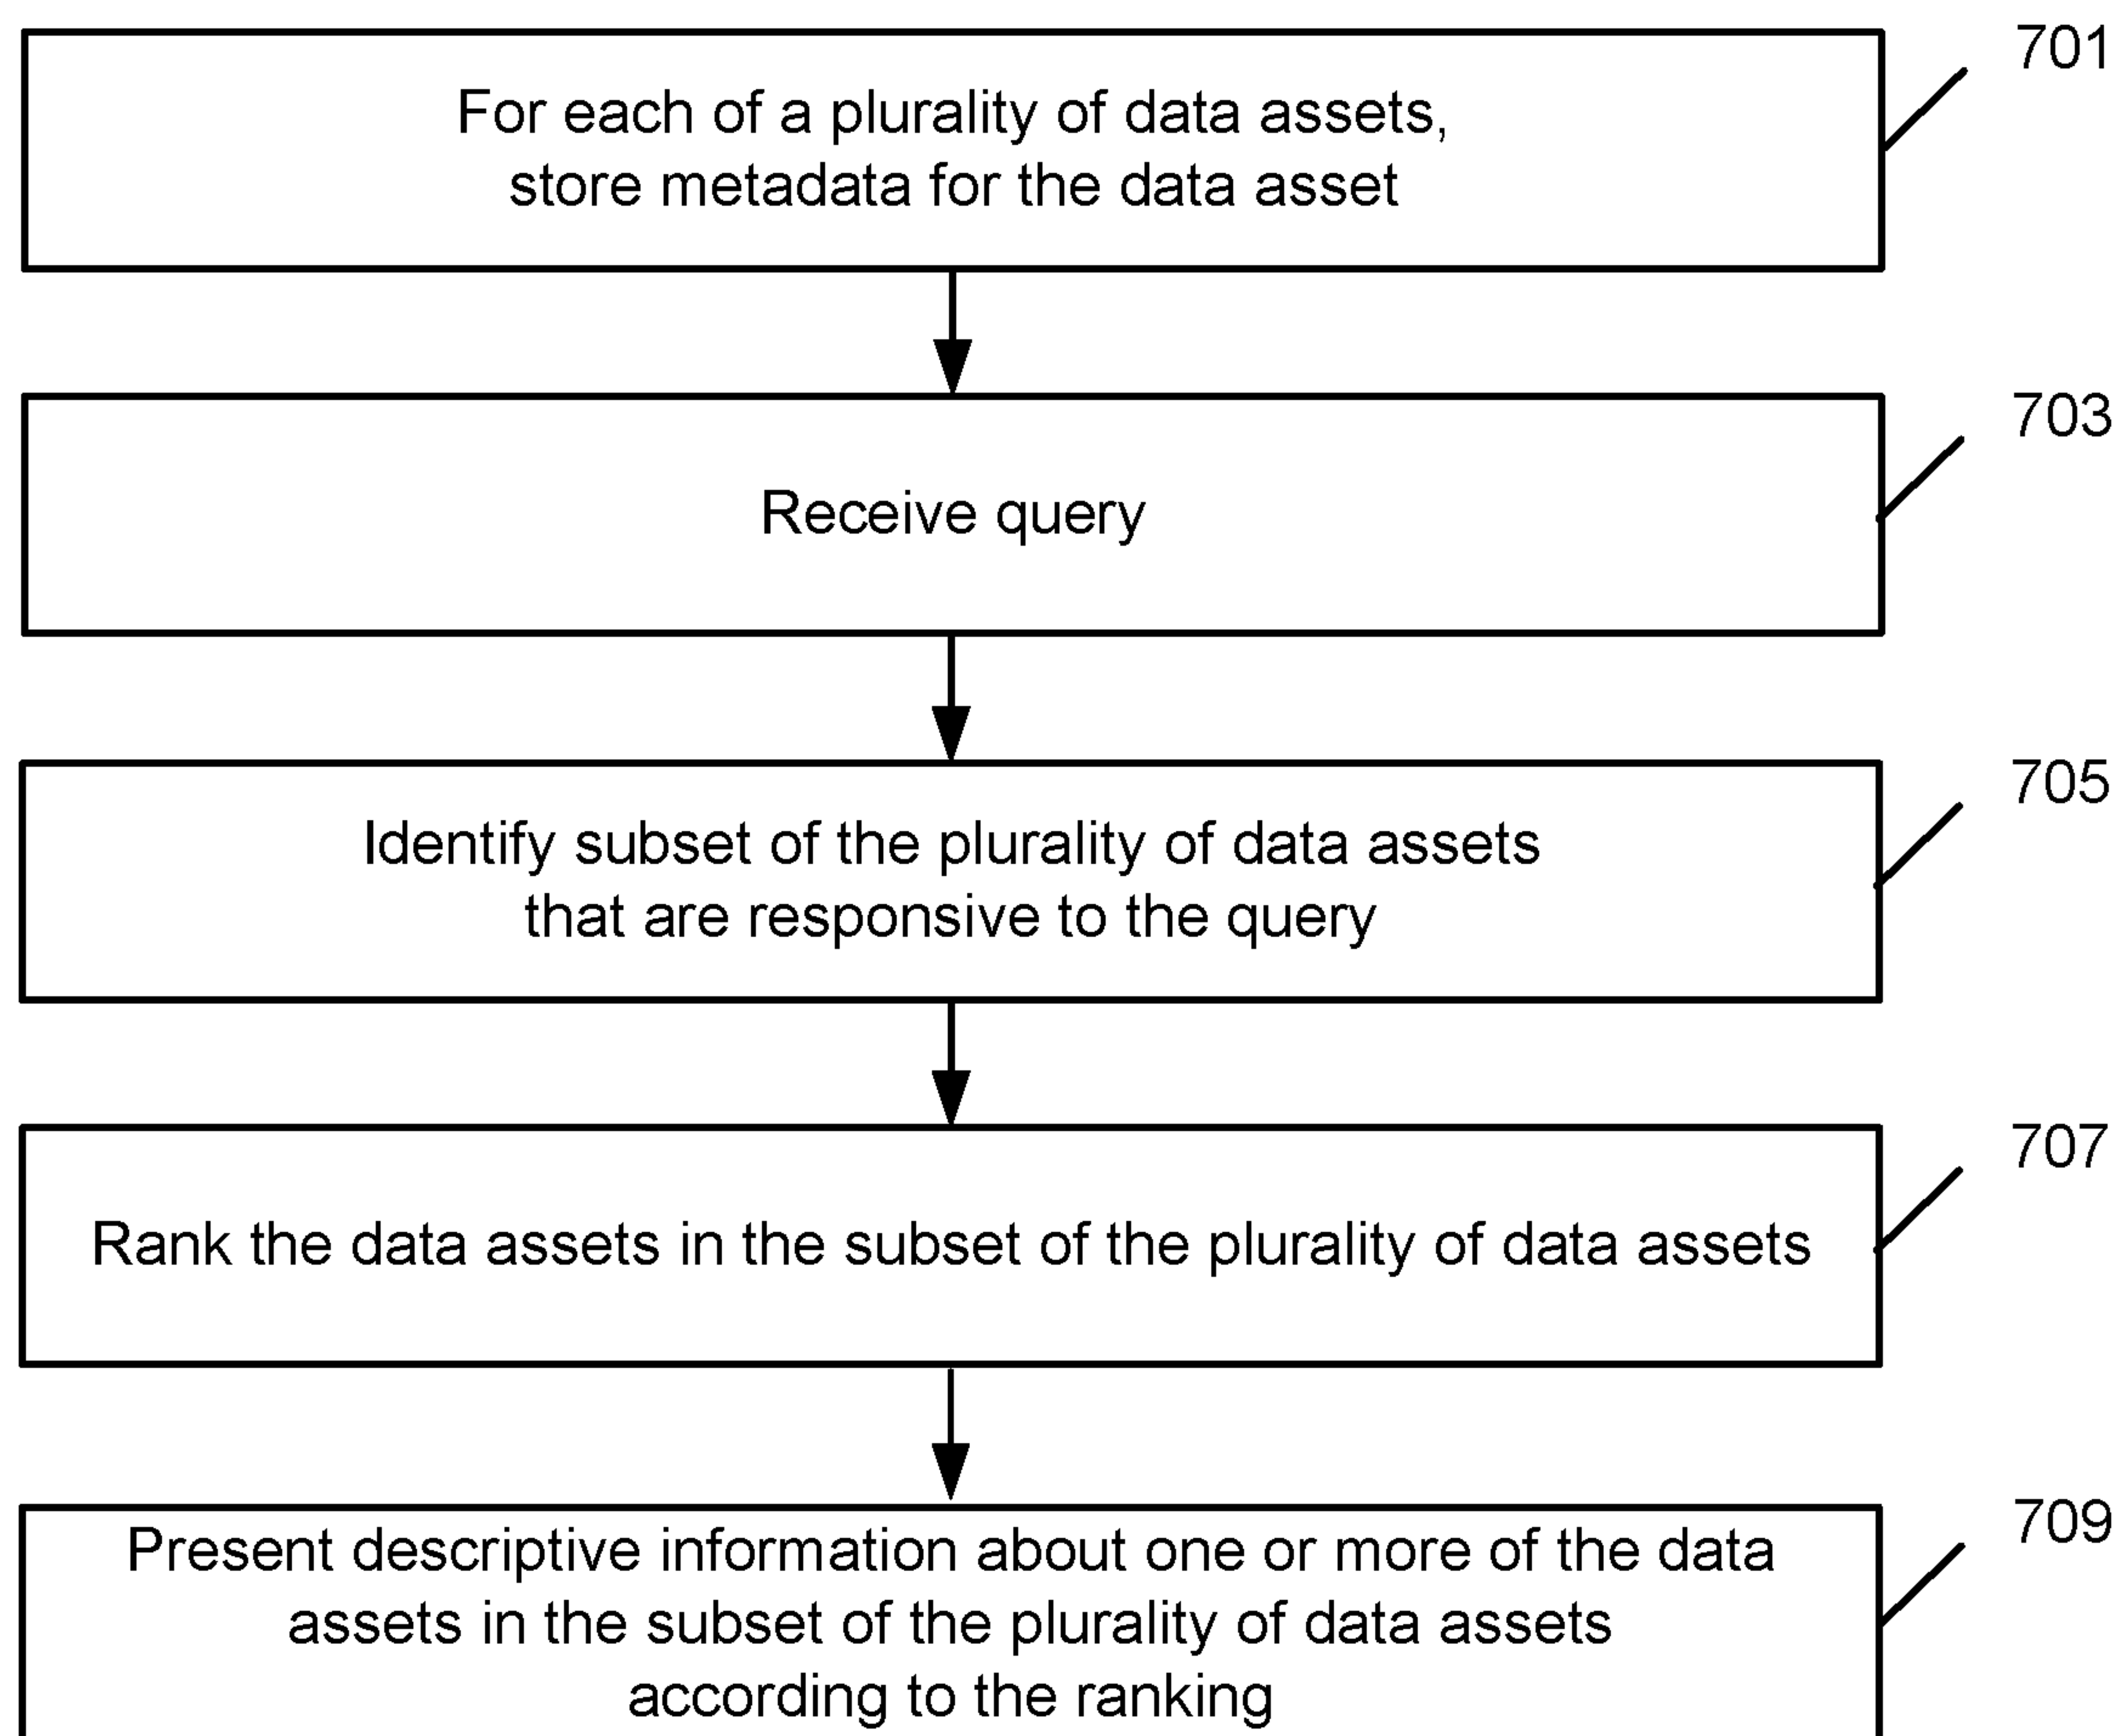 701
For each of a plurality of data assets,
store metadata for the data asset
703
Receive query
705
Identify subset of the plurality of data assets
that are responsive to the query
707
Rank the data assets in the subset of the plurality of data assets
709
Present descriptive information about one or more of the data
assets in the subset of the plurality of data assets
according to the ranking